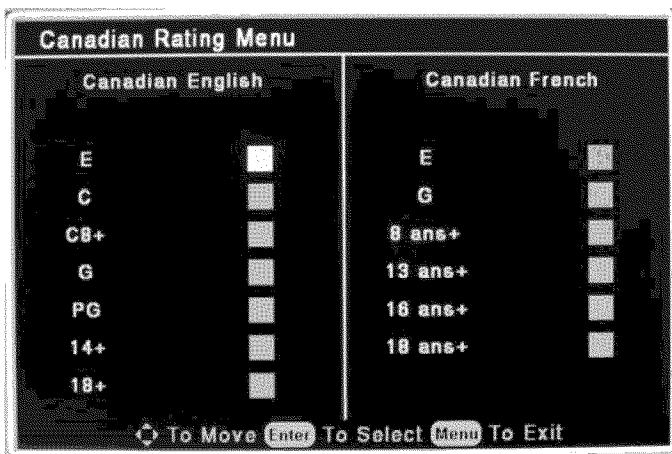 Canadian Rating Menu
Canadian English
E
C
C8+
G
PG
14+
18+
Canadian French
E
G
8 ans+
13 ans+
16 ans+
18 ans+
To Move Enter To Select Menu To Exit